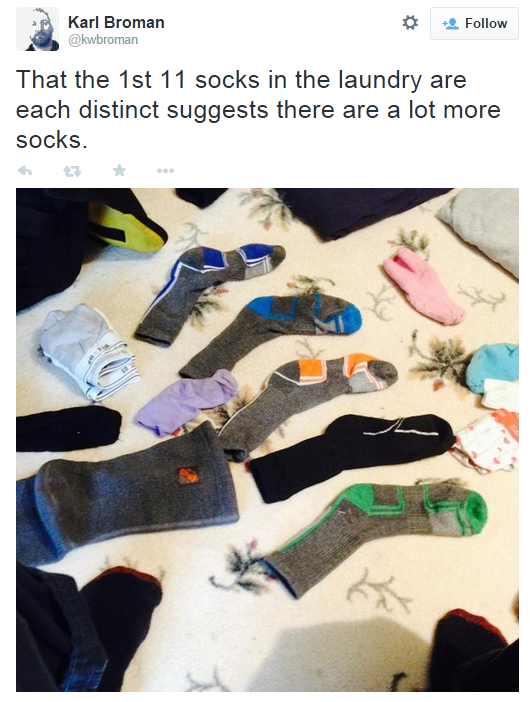 Karl Broman
@kwbroman
Follow
That the 1st 11 socks in the laundry are
each distinct suggests there are a lot more
socks.